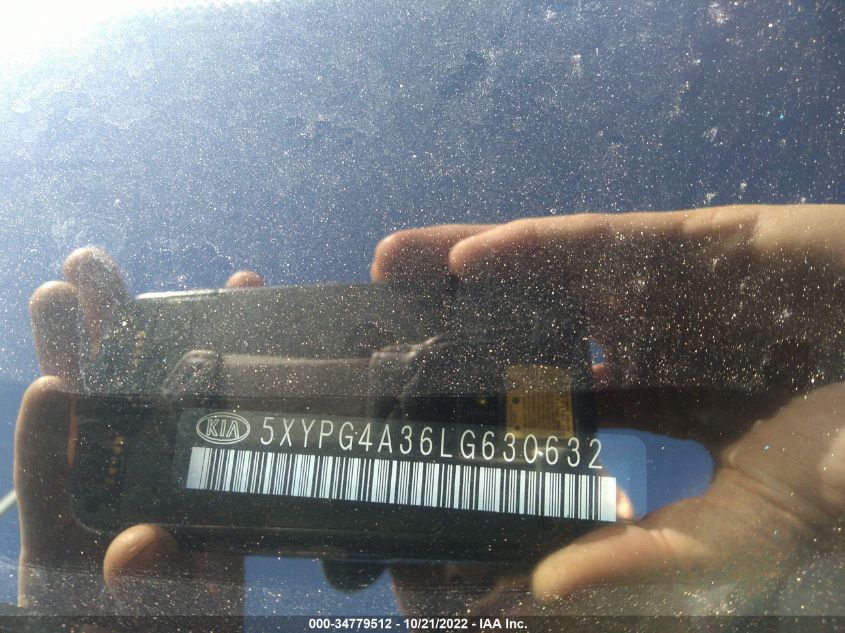 KIA 5XYPG4A36LG630632
000-34779512 - 10/21/2022 - IAA Inc.